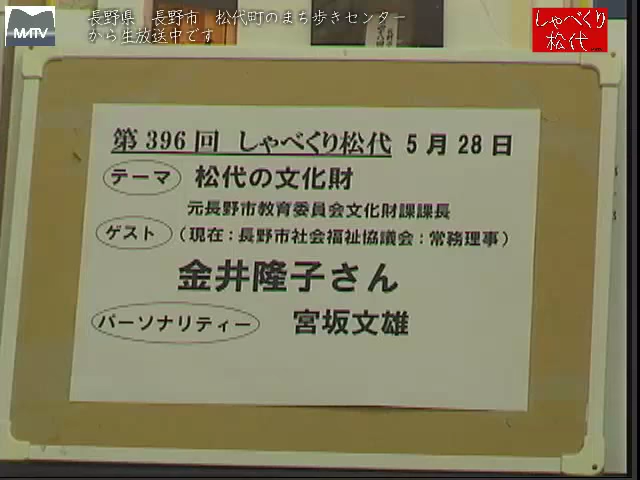 MATV
長野県 長野市 松代町のまち歩きセンター
から生放送中です
しゃべくり
松代
第396回 しゃべくり松代 5月28日
テーマ 松代の文化財
元長野市教育委員会文化財課課長
ゲスト (現在:長野市社会福祉協議会:常務理事)
金井隆子さん
パーソナリティー 宮坂文雄